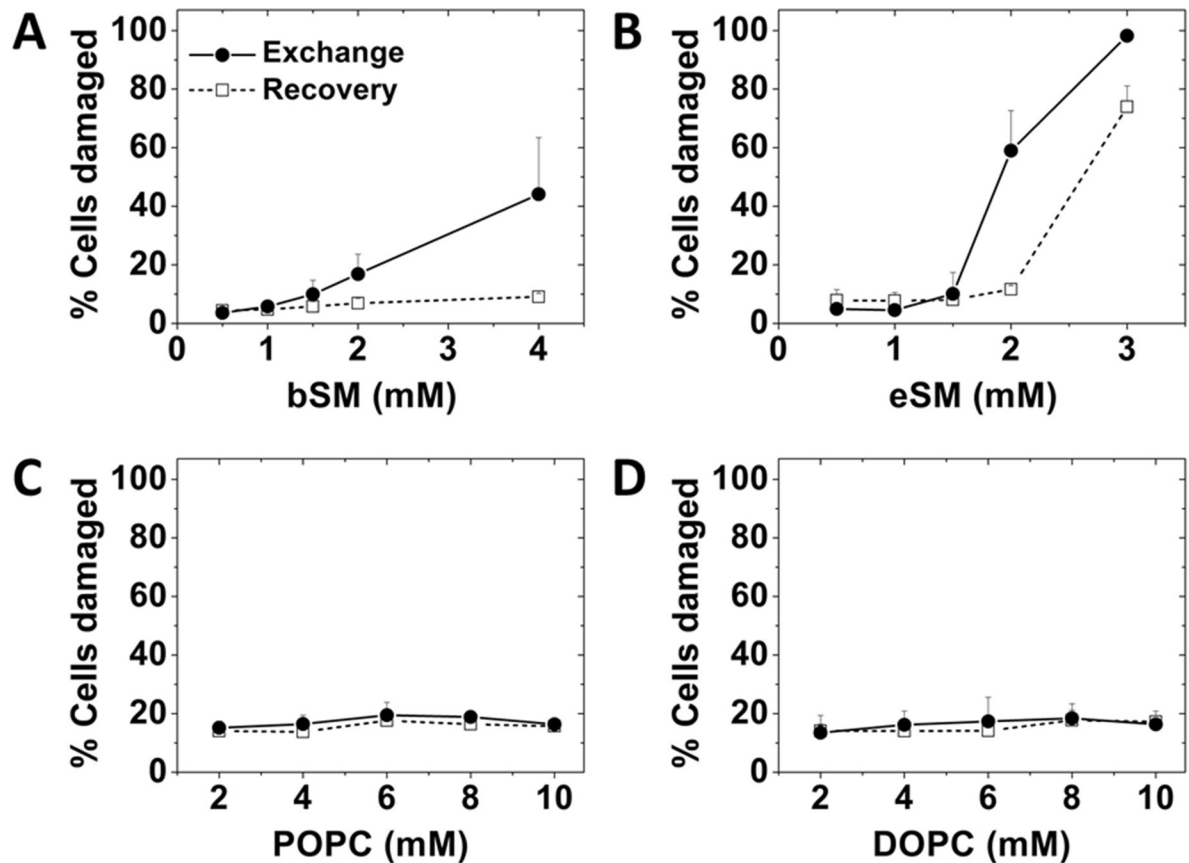 A
% Cells damaged
100
80
60
40
20
0
Exchange
Recovery
0 1 2 3 4
bSM (mM)
B
% Cells damaged
100
80
60
40
20
0
0 1 2 3
eSM (mM)
C
% Cells damaged
100
80
60
40
20
0
2 4 6 8 10
POPC (mM)
D
% Cells damaged
100
80
60
40
20
0
2 4 6 8 10
DOPC (mM)